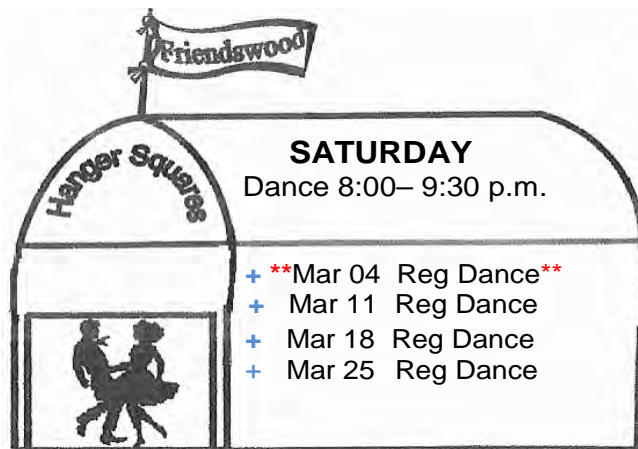 Friendswood
Hanger Squares
SATURDAY
Dance 8:00– 9:30 p.m.
+ **Mar 04 Reg Dance**
+ Mar 11 Reg Dance
+ Mar 18 Reg Dance
+ Mar 25 Reg Dance